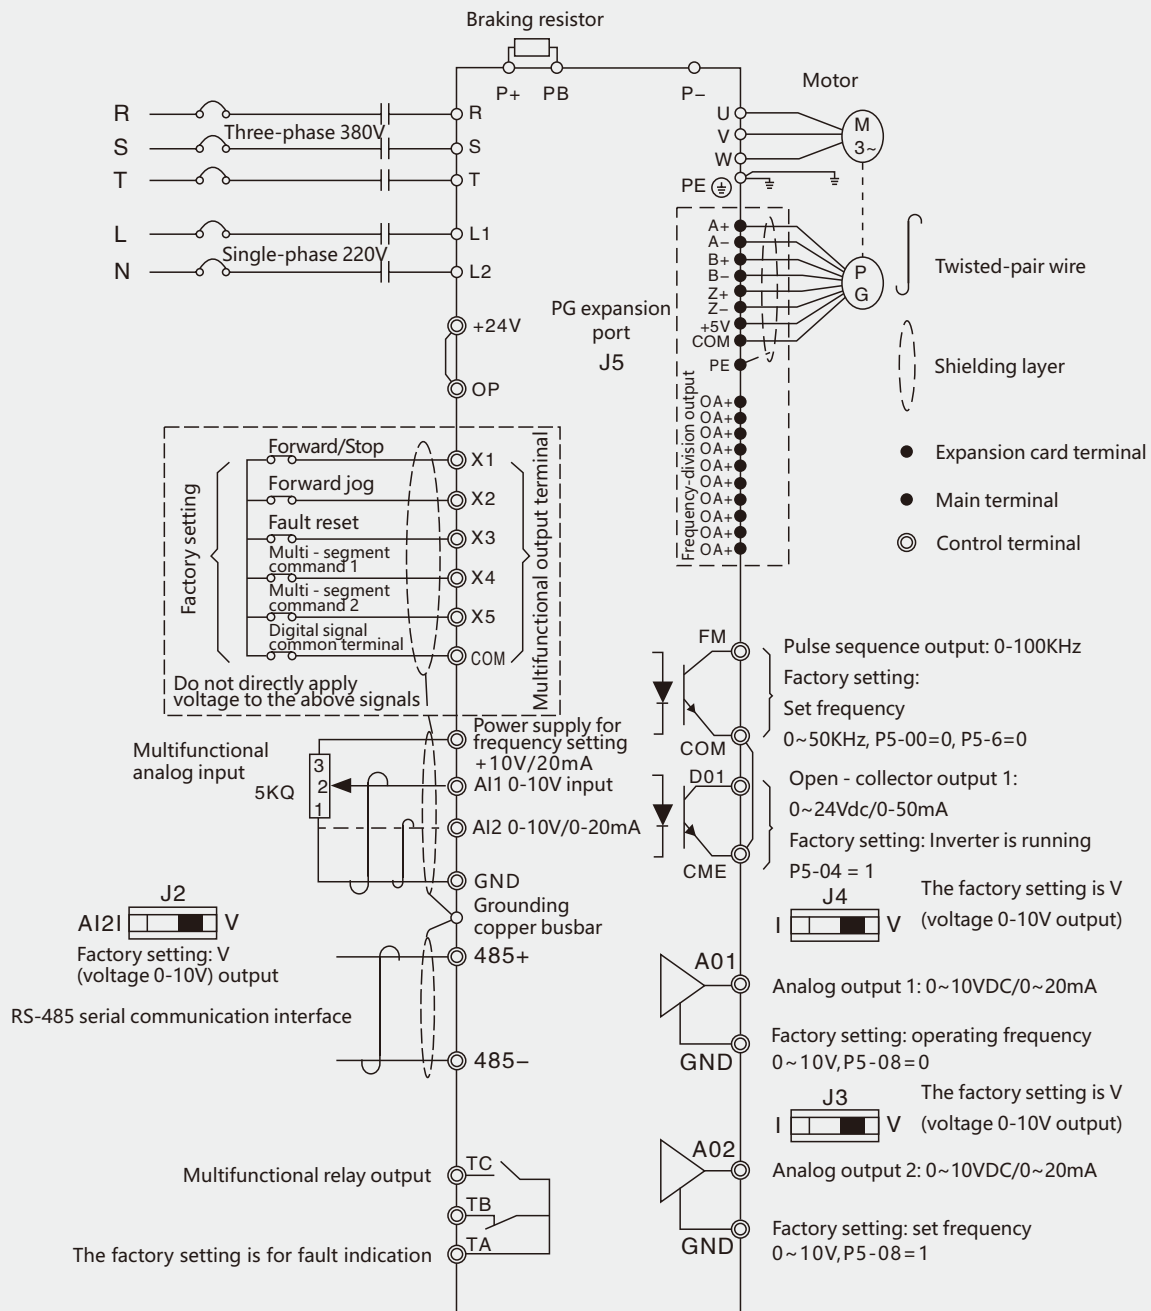 Braking resistor
P+
PB
P−
Motor
R
S
T
Three-phase 380V
R
S
T
L
N
Single-phase 220V
L1
L2
+24V
OP
U
V
W
PE
M
3~
A+
A−
B+
B−
Z+
Z−
+5V
COM
PE
P
G
PG expansion
port
J5
Frequency-division output
OA+
OA+
OA+
OA+
OA+
OA+
OA+
OA+
OA+
OA+
Twisted-pair wire
Shielding layer
Expansion card terminal
Main terminal
Control terminal
Factory setting
Forward/Stop
Forward jog
Fault reset
Multi - segment
command 1
Multi - segment
command 2
Digital signal
common terminal
X1
X2
X3
X4
X5
COM
Multifunctional output terminal
Do not directly apply
voltage to the above signals
Multifunctional
analog input
5KQ
3
2
1
Power supply for
frequency setting
+10V/20mA
AI1 0-10V input
AI2 0-10V/0-20mA
GND
Grounding
copper busbar
J2
AI2I
V
Factory setting: V
(voltage 0-10V) output
485+
RS-485 serial communication interface
485−
Multifunctional relay output
TC
TB
TA
The factory setting is for fault indication
FM
COM
Pulse sequence output: 0-100KHz
Factory setting:
Set frequency
0~50KHz, P5-00=0, P5-6=0
D01
CME
Open - collector output 1:
0~24Vdc/0-50mA
Factory setting: Inverter is running
P5-04 = 1
J4
I
V
The factory setting is V
(voltage 0-10V output)
A01
Analog output 1: 0~10VDC/0~20mA
GND
Factory setting: operating frequency
0~10V,P5-08=0
J3
I
V
The factory setting is V
(voltage 0-10V output)
A02
Analog output 2: 0~10VDC/0~20mA
GND
Factory setting: set frequency
0~10V,P5-08=1